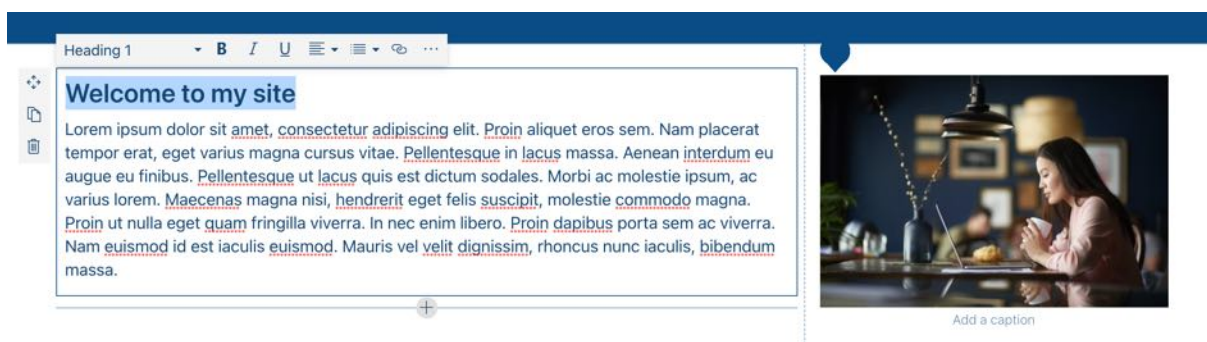 Heading 1 B I U ...
Welcome to my site
Lorem ipsum dolor sit amet, consectetur adipiscing elit. Proin aliquet eros sem. Nam placerat
tempor erat, eget varius magna cursus vitae. Pellentesque in lacus massa. Aenean interdum eu
augue eu finibus. Pellentesque ut lacus quis est dictum sodales. Morbi ac molestie ipsum, ac
varius lorem. Maecenas magna nisi, hendrerit eget felis suscipit, molestie commodo magna.
Proin ut nulla eget quam fringilla viverra. In nec enim libero. Proin dapibus porta sem ac viverra.
Nam euismod id est iaculis euismod. Mauris vel velit dignissim, rhoncus nunc iaculis, bibendum
massa.
Add a caption